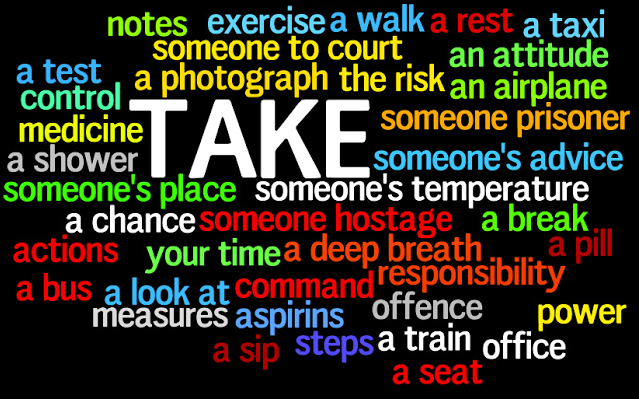 notes
exercise
a walk
a rest
a taxi
someone to court
an attitude
a test
a photograph
the risk
an airplane
control
TAKE
someone prisoner
medicine
a shower
someone's advice
someone's place
someone's temperature
a chance
someone hostage
a break
actions
your time
a deep breath
a pill
a bus
a look at
command
responsibility
measures
aspirins
offence
power
a sip
steps
a train
office
a seat